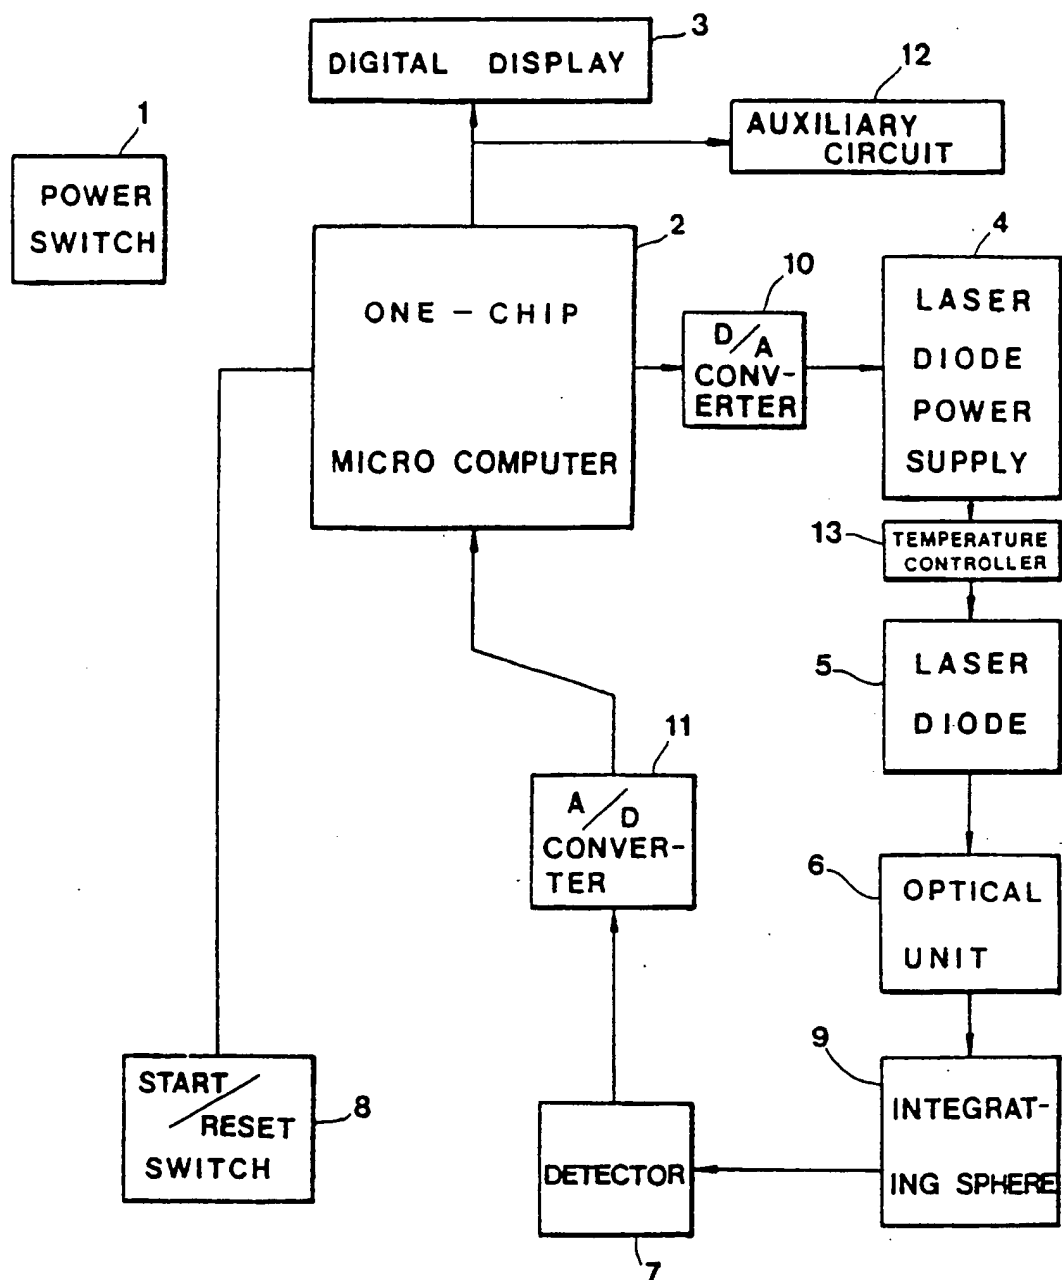 3
DIGITAL DISPLAY
12
AUXILIARY
CIRCUIT
1
POWER
SWITCH
2
ONE-CHIP
MICRO COMPUTER
10
D/A
CONV-
ERTER
4
LASER
DIODE
POWER
SUPPLY
13
TEMPERATURE
CONTROLLER
5
LASER
DIODE
11
A/D
CONVER-
TER
6
OPTICAL
UNIT
9
INTEGRAT-
ING SPHERE
START/
RESET
SWITCH
8
DETECTOR
7